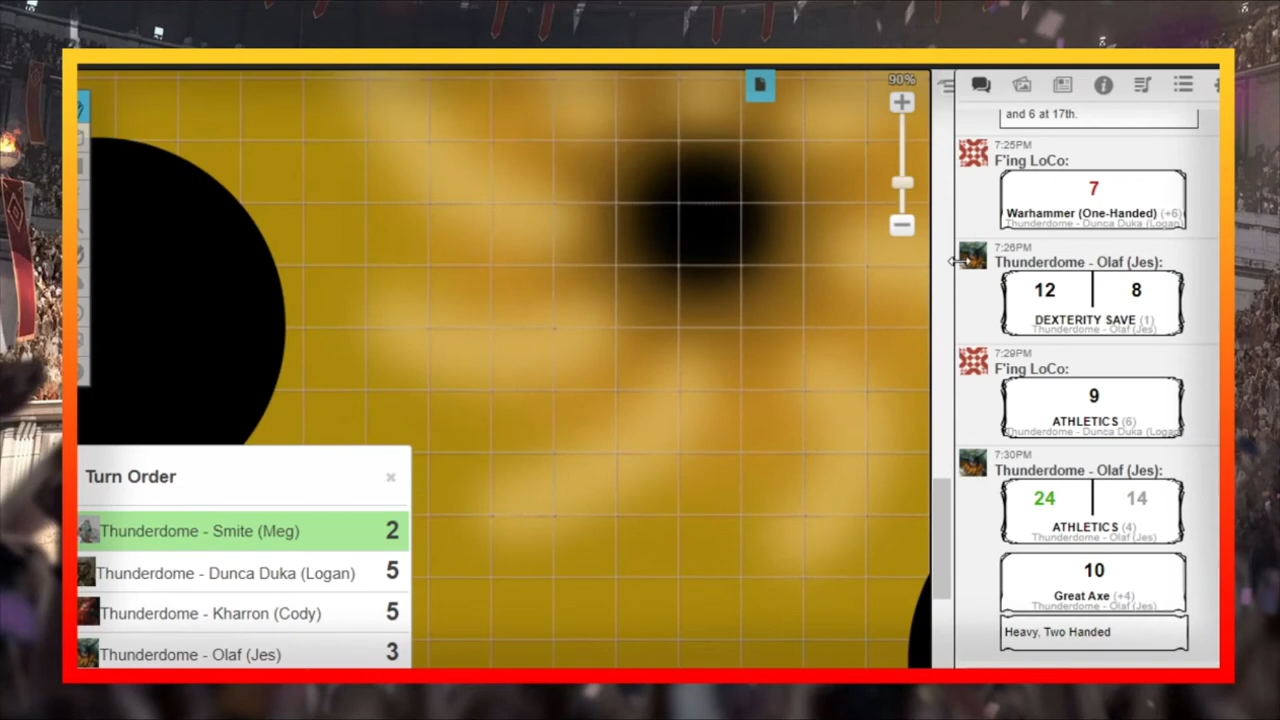 90%
and 6 at 17th.
7:25PM
F'ing LoCo:
7
Warhammer (One-Handed) (+6)
Thunderdome - Dunca Duka (Logan)
7:26PM
Thunderdome - Olaf (Jes):
12 8
DEXTERITY SAVE (1)
Thunderdome - Olaf (Jes)
7:29PM
F'ing LoCo:
9
ATHLETICS (6)
Thunderdome - Dunca Duka (Logan)
7:30PM
Thunderdome - Olaf (Jes):
24 14
ATHLETICS (4)
Thunderdome - Olaf (Jes)
10
Great Axe (+4)
Thunderdome - Olaf (Jes)
Heavy, Two Handed
Turn Order
Thunderdome - Smite (Meg) 2
Thunderdome - Dunca Duka (Logan) 5
Thunderdome - Kharron (Cody) 5
Thunderdome - Olaf (Jes) 3